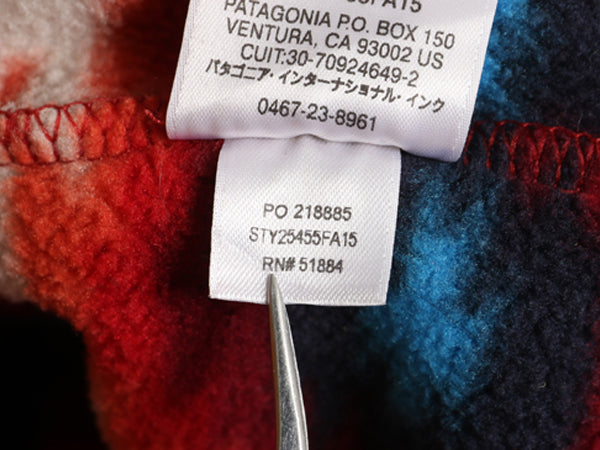 FA15
PATAGONIA P.O. BOX 150
VENTURA, CA 93002 US
CUIT:30-70924649-2
パタゴニア・インターナショナル・インク
0467-23-8961
PO 218885
STY25455FA15
RN# 51884